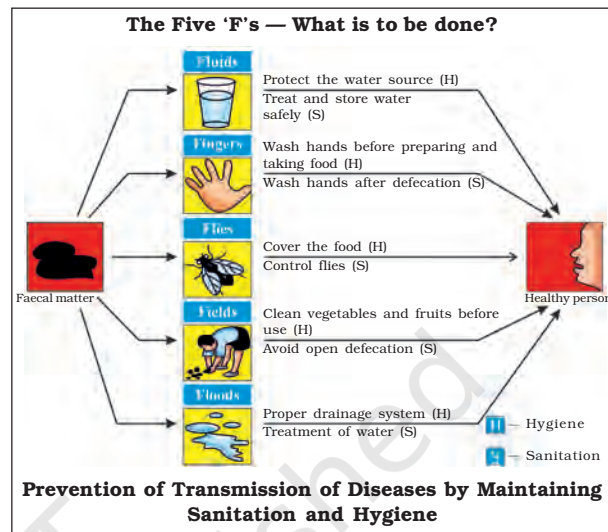 The Five 'F's — What is to be done?
Fluids
Protect the water source (H)
Treat and store water
safely (S)
Fingers
Wash hands before preparing and
taking food (H)
Wash hands after defecation (S)
Flies
Cover the food (H)
Control flies (S)
Faecal matter
Healthy person
Fields
Clean vegetables and fruits before
use (H)
Avoid open defecation (S)
Floods
Proper drainage system (H)
Treatment of water (S)
H — Hygiene
S — Sanitation
Prevention of Transmission of Diseases by Maintaining
Sanitation and Hygiene